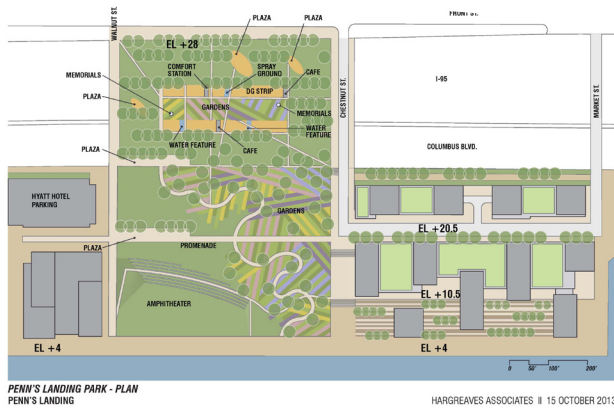 FRONT ST.
PLAZA
PLAZA
WALNUT ST.
EL +28
COMFORT
STATION
SPRAY
GROUND
CAFE
MEMORIALS
DG STRIP
I-95
PLAZA
GARDENS
MEMORIALS
CHESTNUT ST.
MARKET ST.
WATER
FEATURE
WATER FEATURE
CAFE
COLUMBUS BLVD.
PLAZA
HYATT HOTEL
PARKING
GARDENS
EL +20.5
PLAZA
PROMENADE
EL +10.5
AMPHITHEATER
EL +4
EL +4
0' 50' 100' 200'
PENN'S LANDING PARK - PLAN
PENN'S LANDING
HARGREAVES ASSOCIATES II 15 OCTOBER 2013